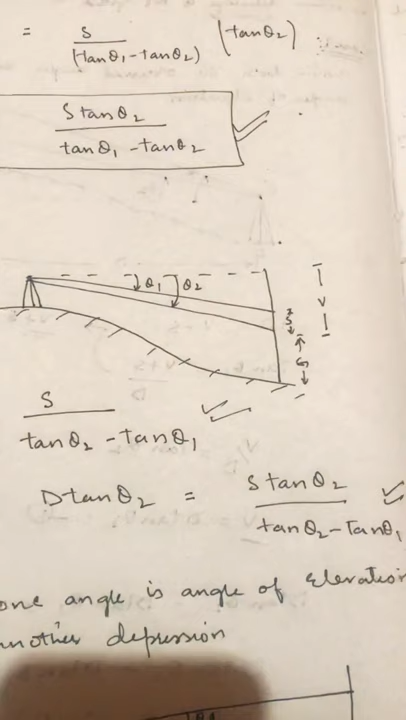 = S / (tanθ₁ - tanθ₂) (tanθ₂)
S tanθ₂ / tanθ₁ - tanθ₂
θ₁ θ₂
S
V
S / tanθ₂ - tanθ₁
D tanθ₂ = S tanθ₂ / tanθ₂ - tanθ₁
one angle is angle of elevation
another depression